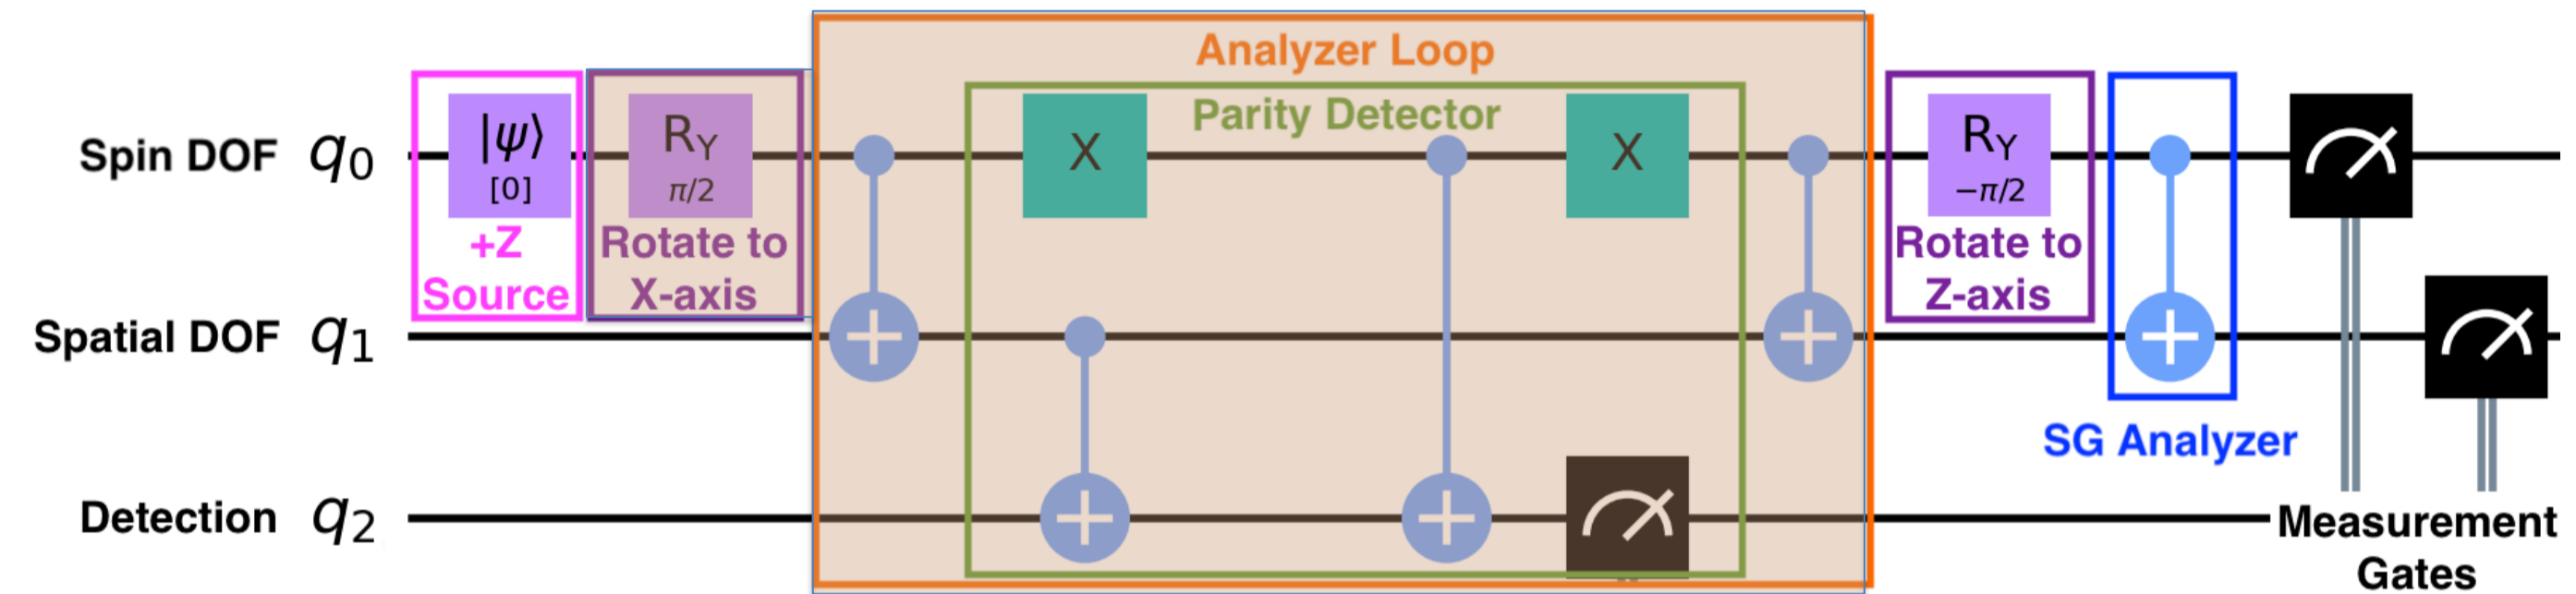 Analyzer Loop
Parity Detector
Spin DOF q0
|ψ⟩
[0]
+Z
Source
RY
π/2
Rotate to
X-axis
X
X
RY
−π/2
Rotate to
Z-axis
Spatial DOF q1
SG Analyzer
Detection q2
Measurement
Gates